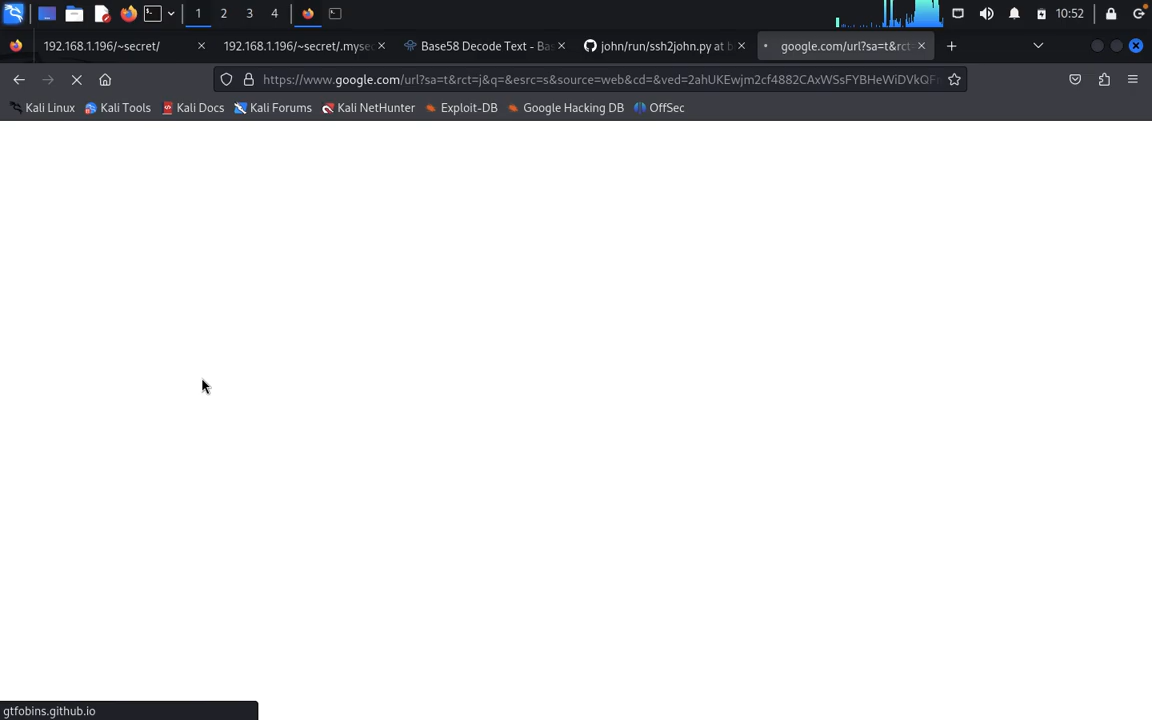 1 2 3 4 10:52
192.168.1.196/~secret/ 192.168.1.196/~secret/.myse Base58 Decode Text - Bas john/run/ssh2john.py at b google.com/url?sa=t&rct=
https://www.google.com/url?sa=t&rct=j&q=&esrc=s&source=web&cd=&ved=2ahUKEwjm2cf4882CAxWSsFYBHeWiDVkQF
Kali Linux Kali Tools Kali Docs Kali Forums Kali NetHunter Exploit-DB Google Hacking DB OffSec
gtfobins.github.io